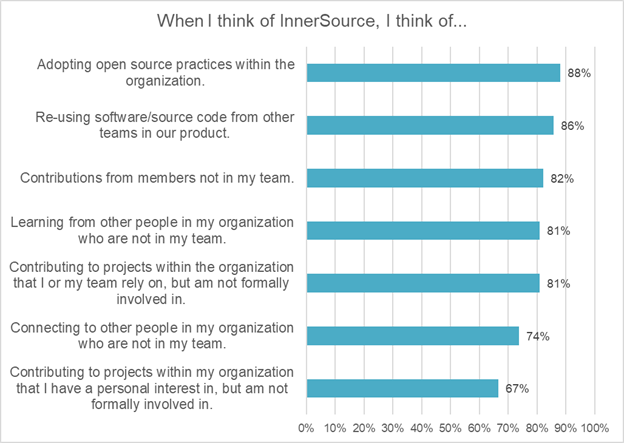 When I think of InnerSource, I think of...
Adopting open source practices within the
organization.
88%
Re-using software/source code from other
teams in our product.
86%
Contributions from members not in my team.
82%
Learning from other people in my organization
who are not in my team.
81%
Contributing to projects within the organization
that I or my team rely on, but am not formally
involved in.
81%
Connecting to other people in my organization
who are not in my team.
74%
Contributing to projects within my organization
that I have a personal interest in, but am not
formally involved in.
67%
0% 10% 20% 30% 40% 50% 60% 70% 80% 90% 100%